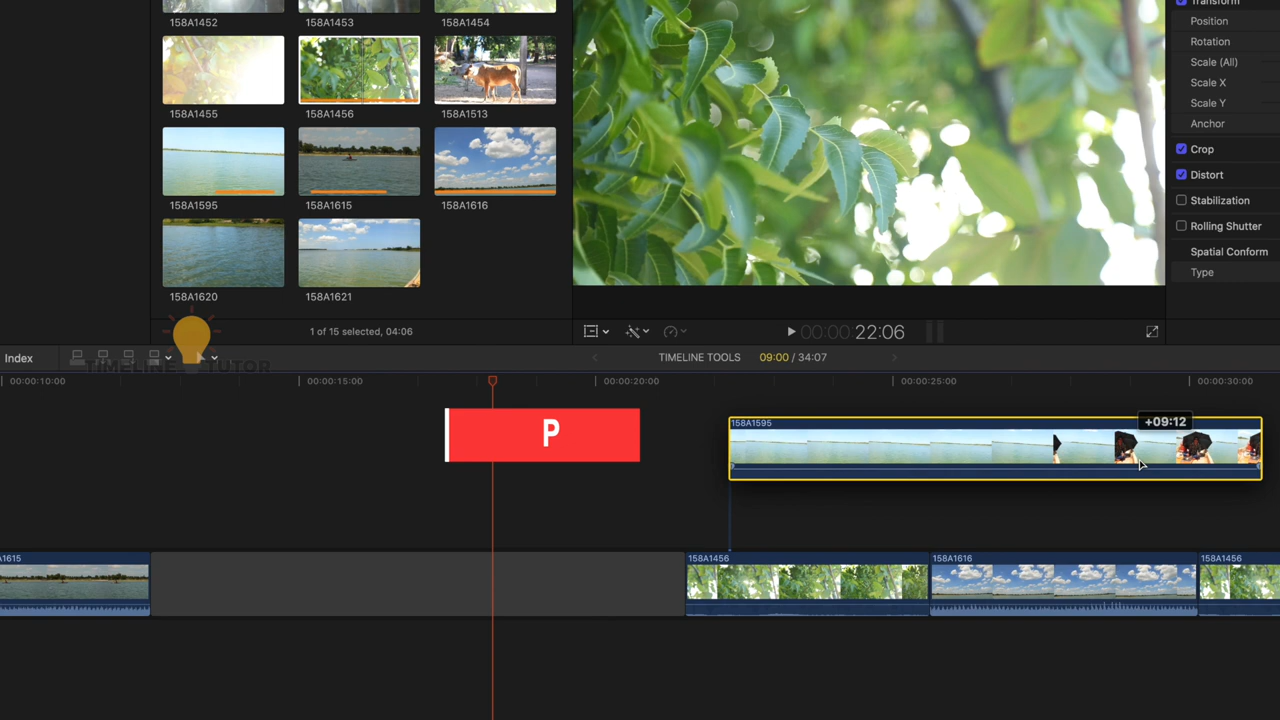 158A1452
158A1453
158A1454
Transform
Position
Rotation
Scale (All)
Scale X
Scale Y
Anchor
158A1455
158A1456
158A1513
Crop
Distort
158A1595
158A1615
158A1616
Stabilization
Rolling Shutter
Spatial Conform
Type
158A1620
158A1621
1 of 15 selected, 04:06
00:00:22:06
Index
TIMELINE TUTOR
TIMELINE TOOLS
09:00 / 34:07
00:00:10:00
00:00:15:00
00:00:20:00
00:00:25:00
00:00:30:00
P
158A1595
+09:12
A1615
158A1456
158A1616
158A1456